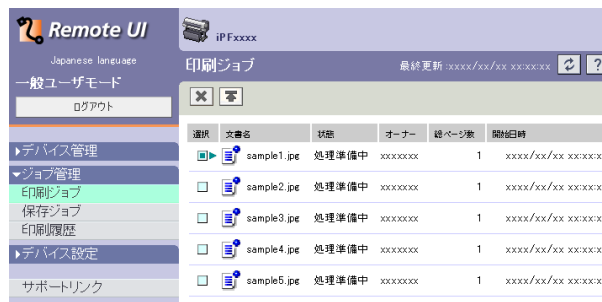 Remote UI
Japanese language
一般ユーザモード
ログアウト
▶デバイス管理
▼ジョブ管理
印刷ジョブ
保存ジョブ
印刷履歴
▶デバイス設定
サポートリンク
iPFxxxx
印刷ジョブ 最終更新 :xxxx/xx/xx xx:xx:xx ?
選択 文書名 状態 オーナー 総ページ数 開始日時
sample1.jpg 処理準備中 xxxxxxx 1 xxxx/xx/xx xx:xx:x
sample2.jpg 処理準備中 xxxxxxx 1 xxxx/xx/xx xx:xx:x
sample3.jpg 処理準備中 xxxxxxx 1 xxxx/xx/xx xx:xx:x
sample4.jpg 処理準備中 xxxxxxx 1 xxxx/xx/xx xx:xx:x
sample5.jpg 処理準備中 xxxxxxx 1 xxxx/xx/xx xx:xx:x